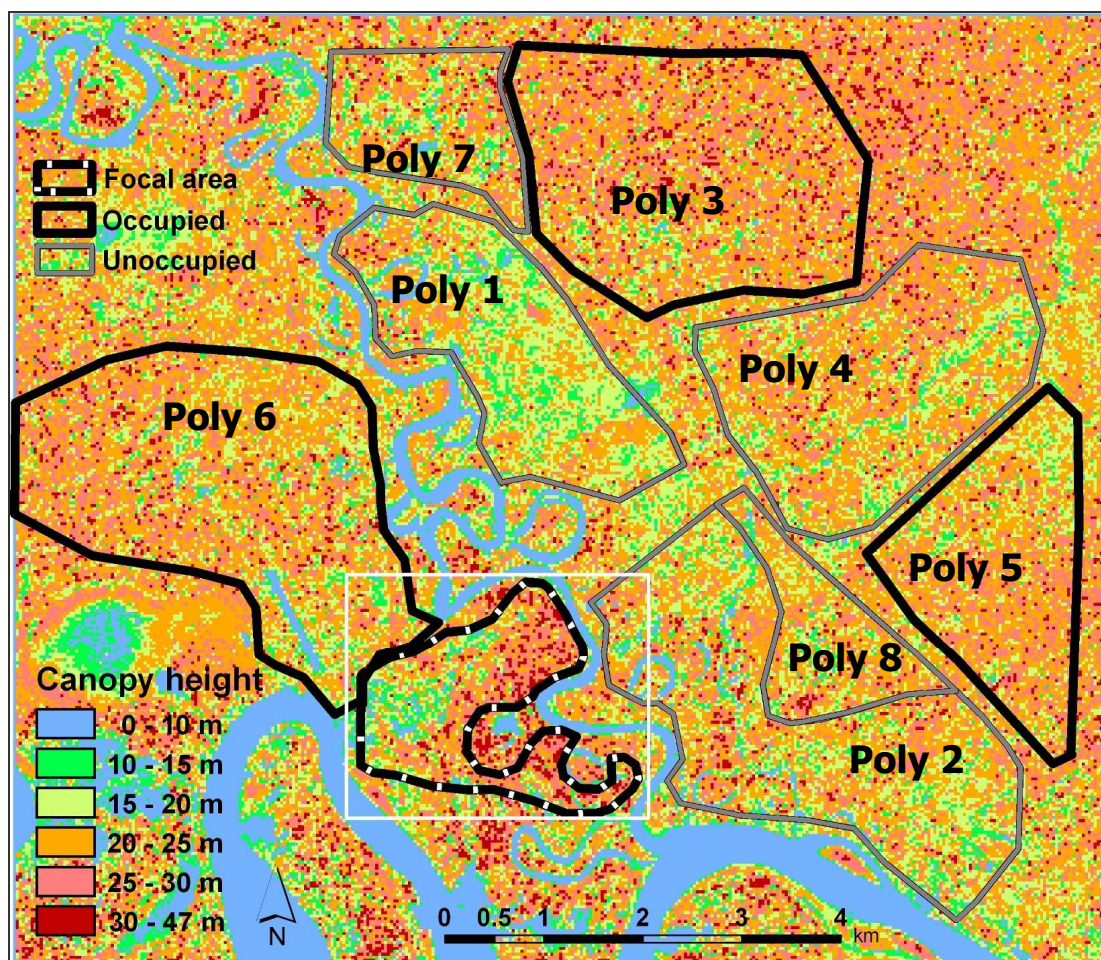 Poly 7
Poly 3
Focal area
Occupied
Unoccupied
Poly 1
Poly 4
Poly 6
Poly 5
Poly 8
Poly 2
Canopy height
0 - 10 m
10 - 15 m
15 - 20 m
20 - 25 m
25 - 30 m
30 - 47 m
N
0 0.5 1 2 3 4
km